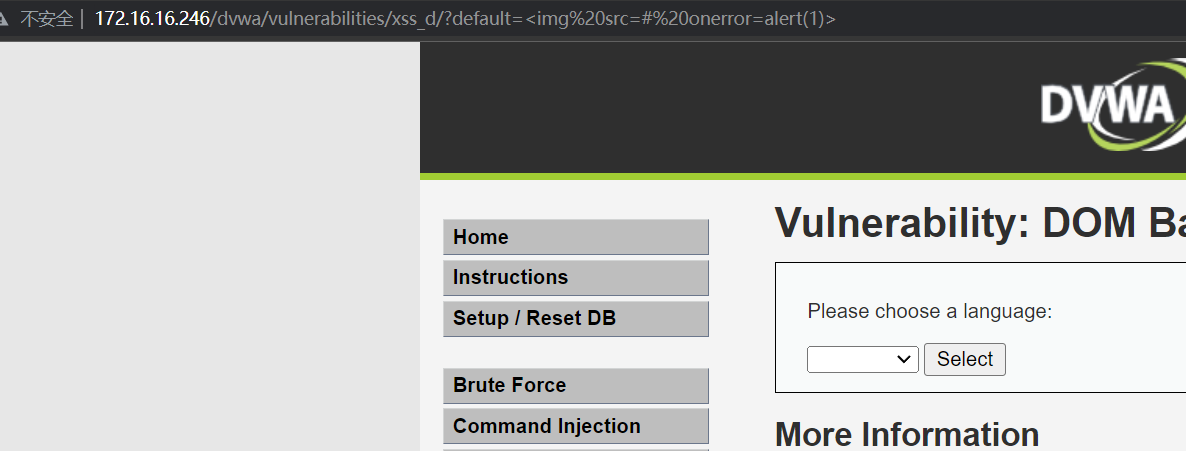 不安全 | 172.16.16.246/dvwa/vulnerabilities/xss_d/?default=<img%20src=#%20onerror=alert(1)>
DVWA
Home
Instructions
Setup / Reset DB
Brute Force
Command Injection
Vulnerability: DOM Ba
Please choose a language:
Select
More Information